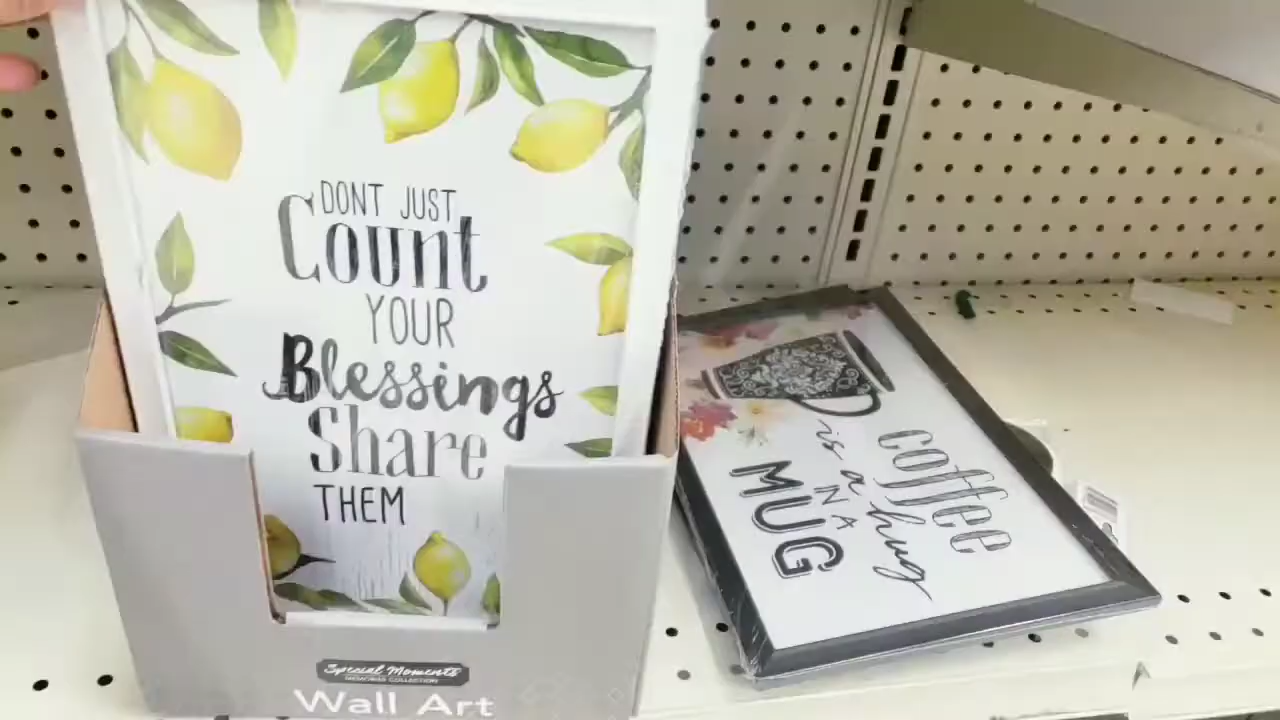 DONT JUST
Count
YOUR
Blessings
Share
THEM
Special Moments
Wall Art
coffee
is a hug
IN A
MUG